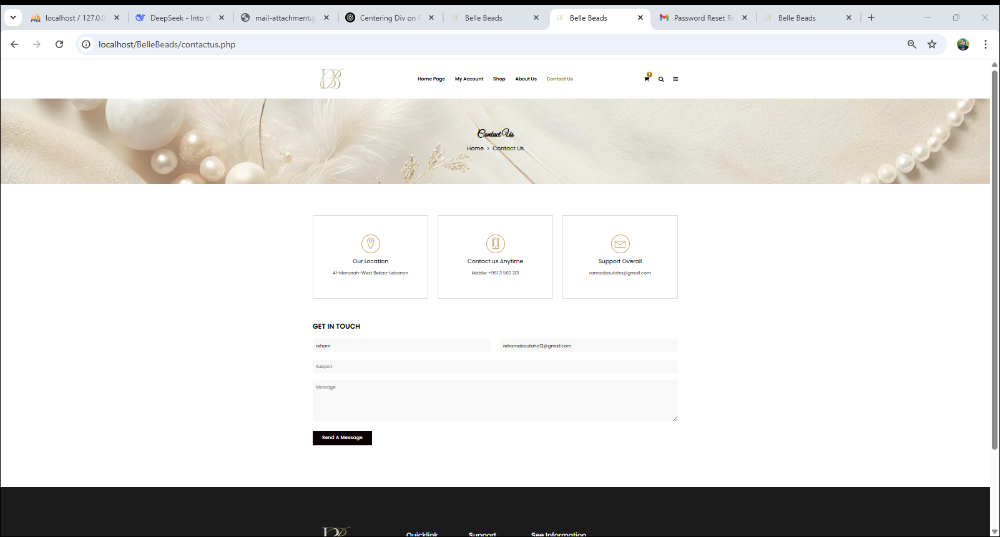 localhost / 127.0.0
DeepSeek - Into th
mail-attachment.g
Centering Div on P
Belle Beads
Belle Beads
Password Reset Re
Belle Beads
localhost/BelleBeads/contactus.php
BB
Home Page
My Account
Shop
About Us
Contact Us
1
Contact Us
Home > Contact Us
Our Location
Al-Manarah-West Bekaa-Lebanon
Contact us Anytime
Mobile: +961 3 563 201
Support Overall
ramaaboutaha@gmail.com
GET IN TOUCH
reham
rehamaboutaha12@gmail.com
Subject
Message
Send A Message
Quicklink
Support
See Information